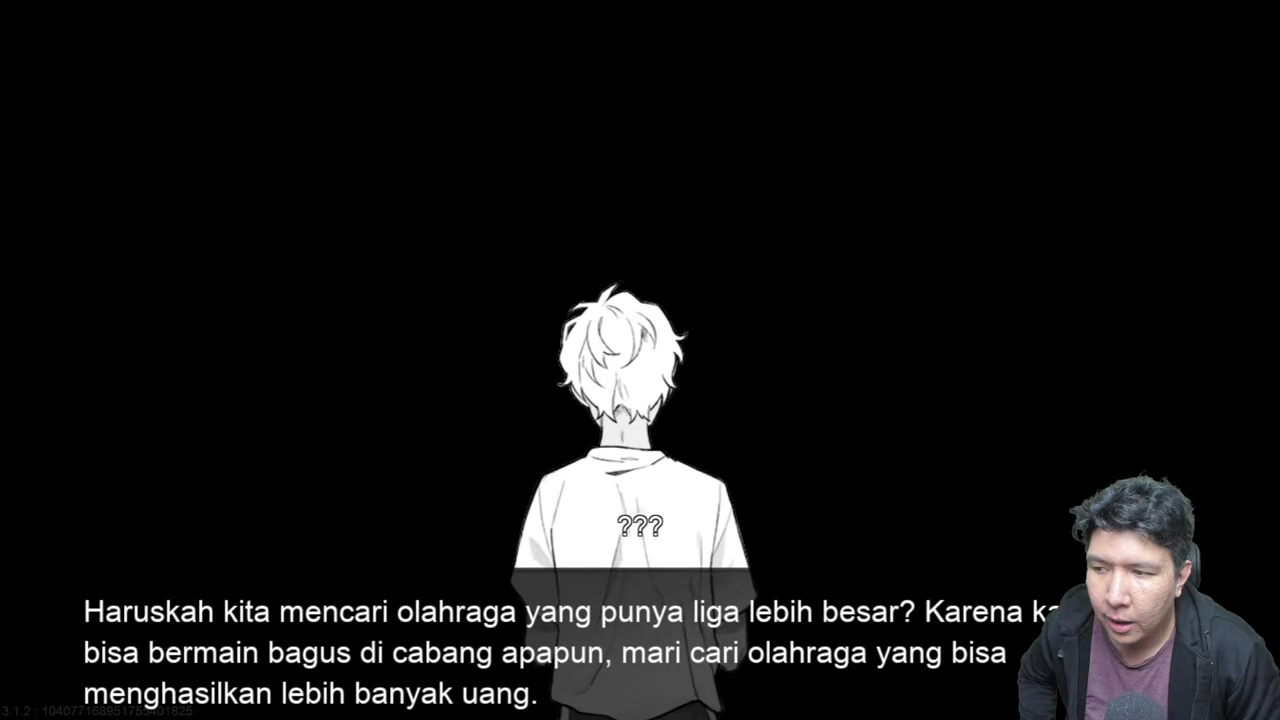 ???
Haruskah kita mencari olahraga yang punya liga lebih besar? Karena
bisa bermain bagus di cabang apapun, mari cari olahraga yang bisa
menghasilkan lebih banyak uang.